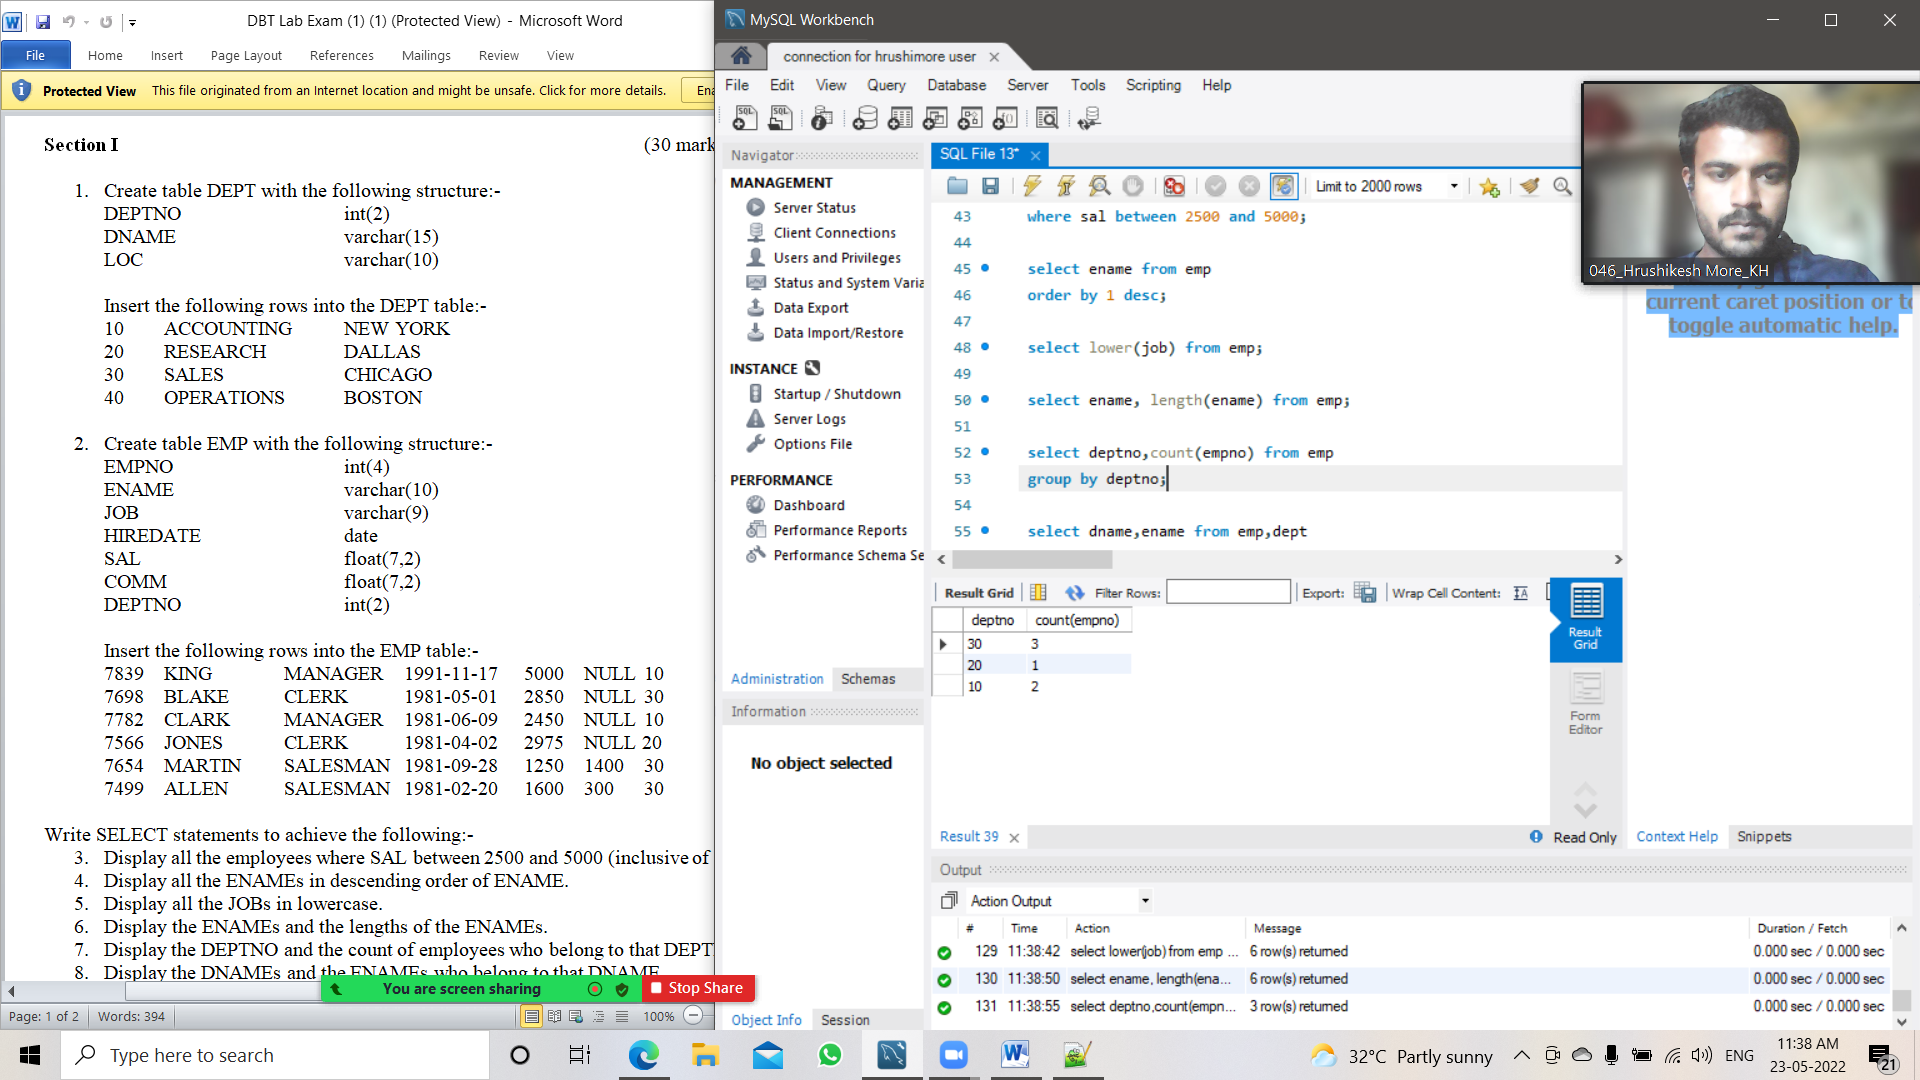 DBT Lab Exam (1) (1) (Protected View) - Microsoft Word
File Home Insert Page Layout References Mailings Review View
Protected View This file originated from an Internet location and might be unsafe. Click for more details.
Section I (30 mark
1. Create table DEPT with the following structure:-
DEPTNO int(2)
DNAME varchar(15)
LOC varchar(10)
Insert the following rows into the DEPT table:-
10 ACCOUNTING NEW YORK
20 RESEARCH DALLAS
30 SALES CHICAGO
40 OPERATIONS BOSTON
2. Create table EMP with the following structure:-
EMPNO int(4)
ENAME varchar(10)
JOB varchar(9)
HIREDATE date
SAL float(7,2)
COMM float(7,2)
DEPTNO int(2)
Insert the following rows into the EMP table:-
7839 KING MANAGER 1991-11-17 5000 NULL 10
7698 BLAKE CLERK 1981-05-01 2850 NULL 30
7782 CLARK MANAGER 1981-06-09 2450 NULL 10
7566 JONES CLERK 1981-04-02 2975 NULL 20
7654 MARTIN SALESMAN 1981-09-28 1250 1400 30
7499 ALLEN SALESMAN 1981-02-20 1600 300 30
Write SELECT statements to achieve the following:-
3. Display all the employees where SAL between 2500 and 5000 (inclusive of
4. Display all the ENAMEs in descending order of ENAME.
5. Display all the JOBs in lowercase.
6. Display the ENAMEs and the lengths of the ENAMEs.
7. Display the DEPTNO and the count of employees who belong to that DEPT
8. Display the DNAMEs and the ENAMEs who belong to that DNAME
You are screen sharing Stop Share
Page: 1 of 2 Words: 394 100%
MySQL Workbench
connection for hrushimore user
File Edit View Query Database Server Tools Scripting Help
Navigator
MANAGEMENT
Server Status
Client Connections
Users and Privileges
Status and System Varia
Data Export
Data Import/Restore
INSTANCE
Startup / Shutdown
Server Logs
Options File
PERFORMANCE
Dashboard
Performance Reports
Performance Schema Se
Administration Schemas
Information
No object selected
Object Info Session
SQL File 13*
Limit to 2000 rows
43 where sal between 2500 and 5000;
44
45 select ename from emp
46 order by 1 desc;
47
48 select lower(job) from emp;
49
50 select ename, length(ename) from emp;
51
52 select deptno,count(empno) from emp
53 group by deptno;
54
55 select dname,ename from emp,dept
Result Grid Filter Rows: Export: Wrap Cell Content:
deptno count(empno)
30 3
20 1
10 2
Result Grid
Form Editor
Result 39 Read Only
046_Hrushikesh More_KH
current caret position or to
toggle automatic help.
Context Help Snippets
Output
Action Output
# Time Action Message Duration / Fetch
129 11:38:42 select lower(job) from emp ... 6 row(s) returned 0.000 sec / 0.000 sec
130 11:38:50 select ename, length(ena... 6 row(s) returned 0.000 sec / 0.000 sec
131 11:38:55 select deptno,count(empn... 3 row(s) returned 0.000 sec / 0.000 sec
Type here to search
32°C Partly sunny ENG 11:38 AM
23-05-2022
21